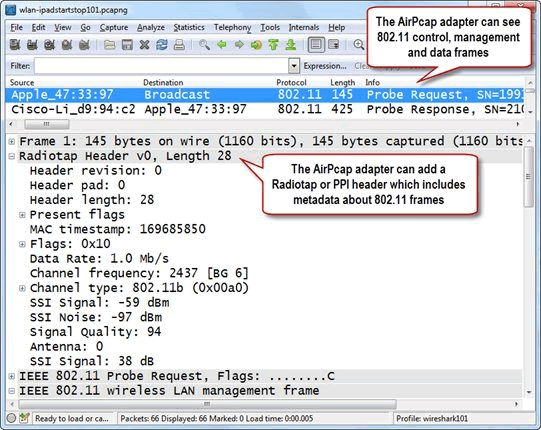 wlan-ipadstartstop101.pcapng
File Edit View Go Capture Analyze Statistics Telephony Tools Internals Help
Filter: Expression... Clear
The AirPcap adapter can see
802.11 control, management
and data frames
Source Destination Protocol Length Info
Apple_47:33:97 Broadcast 802.11 145 Probe Request, SN=1992
Cisco-Li_d9:94:c2 Apple_47:33:97 802.11 425 Probe Response, SN=210
Frame 1: 145 bytes on wire (1160 bits), 145 bytes captured (1160 bits
Radiotap Header v0, Length 28
Header revision: 0
Header pad: 0
Header length: 28
Present flags
MAC timestamp: 169685850
Flags: 0x10
Data Rate: 1.0 Mb/s
Channel frequency: 2437 [BG 6]
Channel type: 802.11b (0x00a0)
SSI Signal: -59 dBm
SSI Noise: -97 dBm
Signal Quality: 94
Antenna: 0
SSI Signal: 38 dB
The AirPcap adapter can add a
Radiotap or PPI header which includes
metadata about 802.11 frames
IEEE 802.11 Probe Request, Flags: ........C
IEEE 802.11 wireless LAN management frame
Ready to load or ca... Packets: 66 Displayed: 66 Marked: 0 Load time: 0:00.005 Profile: wireshark101